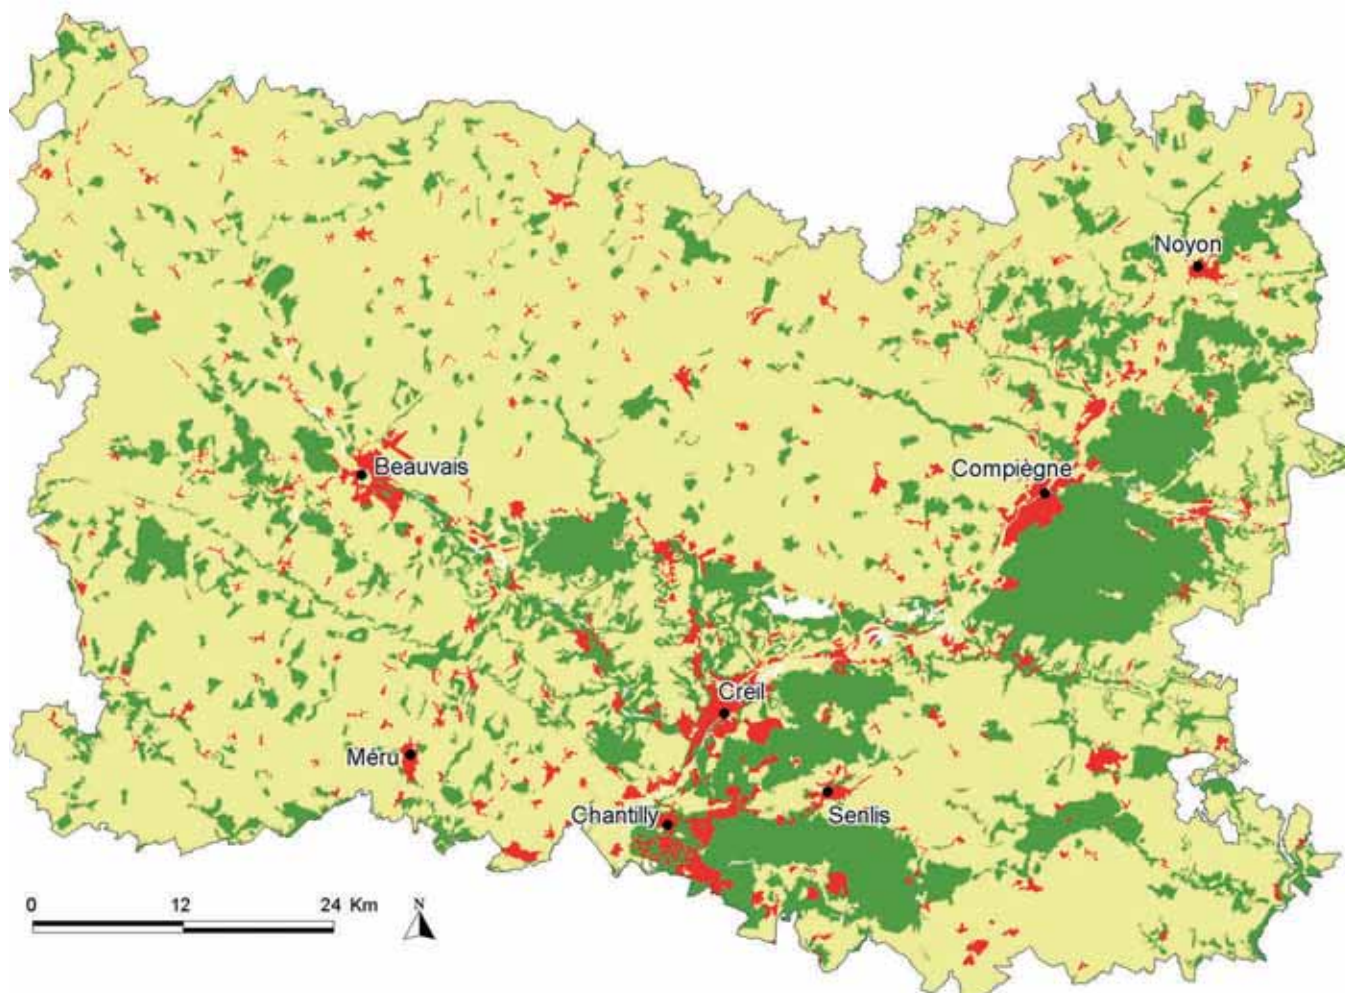 Noyon
Beauvais
Compiègne
Creil
Méru
Chantilly
Senlis
0 12 24 Km
N